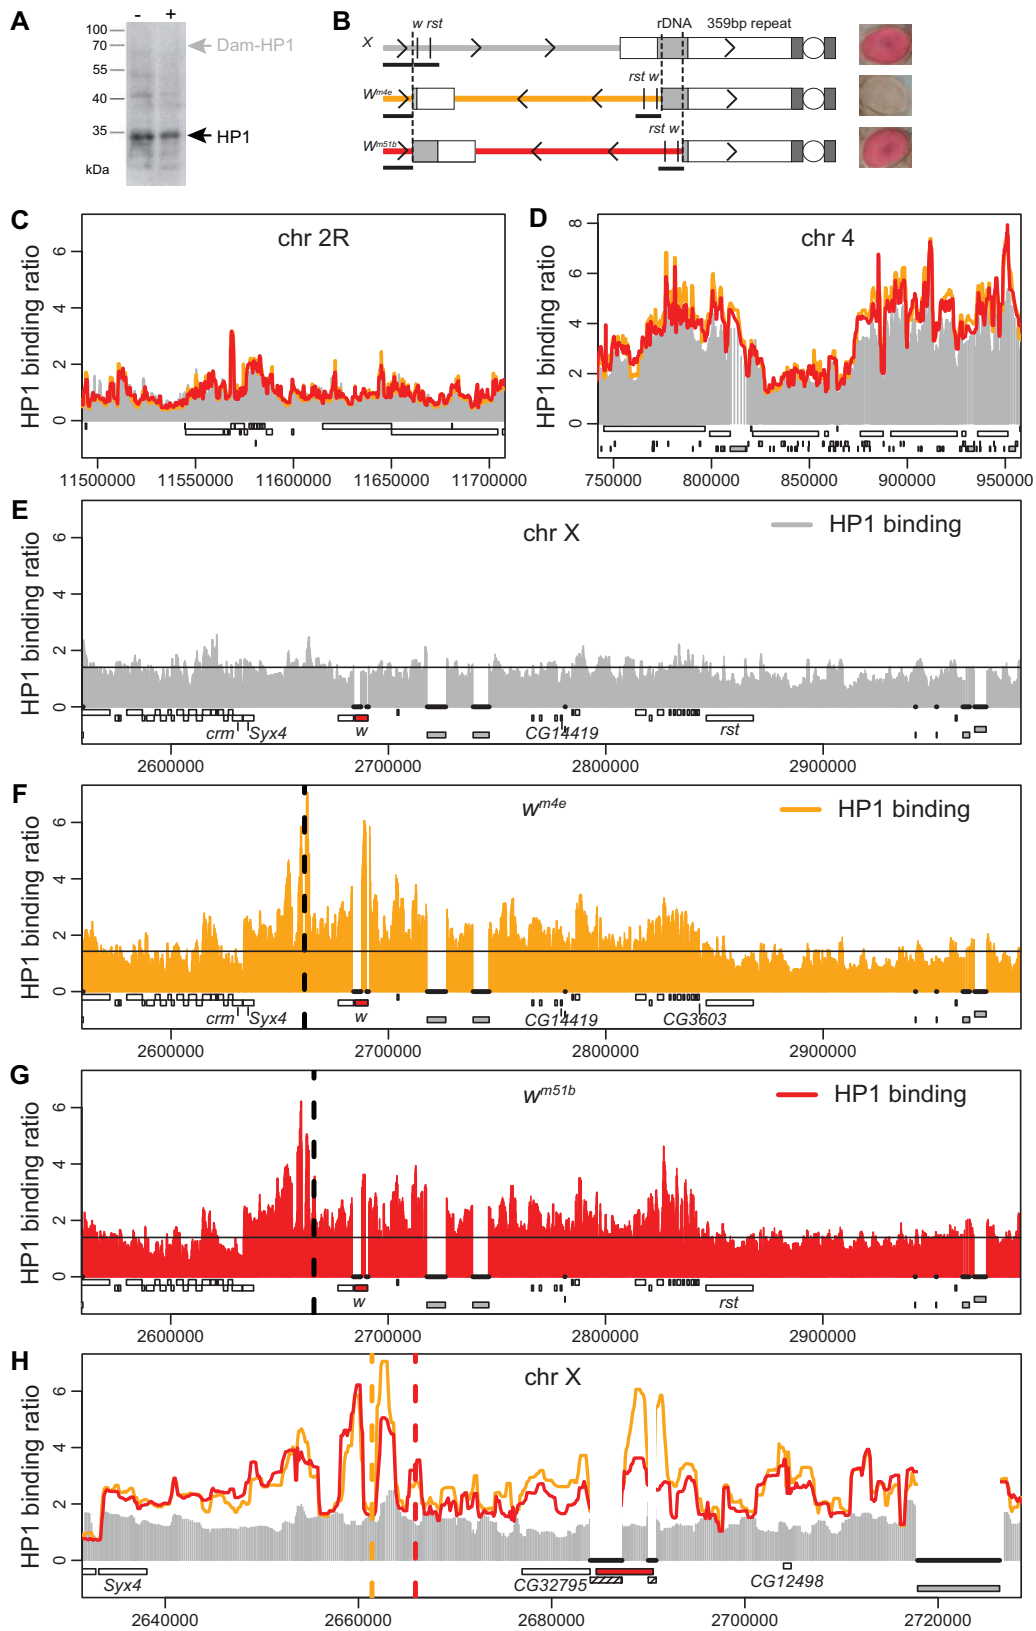 A
- +
100
70
55
40
35
kDa
Dam-HP1
HP1
B
w rst
rDNA
359bp repeat
X
rst w
W^m4e
rst w
W^m51b
C
chr 2R
HP1 binding ratio
0 2 4 6
11500000 11550000 11600000 11650000 11700000
D
chr 4
HP1 binding ratio
0 2 4 6 8
750000 800000 850000 900000 950000
E
chr X
HP1 binding
HP1 binding ratio
0 2 4 6
crm Syx4 w CG14419 rst
2600000 2700000 2800000 2900000
F
w^m4e
HP1 binding
HP1 binding ratio
0 2 4 6
crm Syx4 w CG14419 CG3603
2600000 2700000 2800000 2900000
G
w^m51b
HP1 binding
HP1 binding ratio
0 2 4 6
w rst
2600000 2700000 2800000 2900000
H
chr X
HP1 binding ratio
0 2 4 6
Syx4 CG32795 CG12498
2640000 2660000 2680000 2700000 2720000